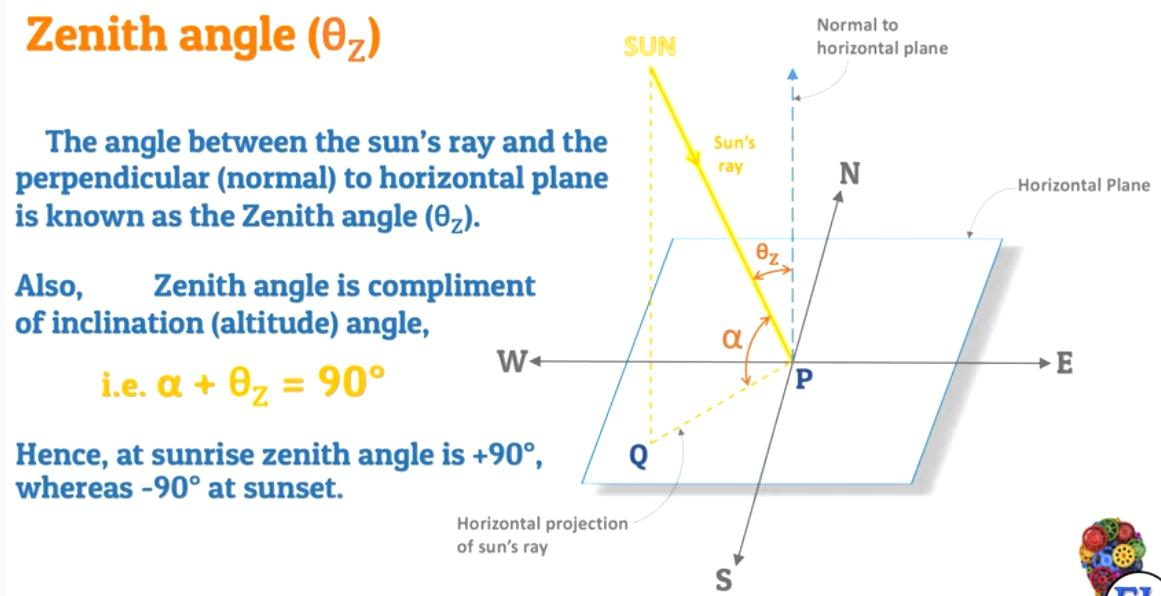 Zenith angle (θz)
The angle between the sun's ray and the
perpendicular (normal) to horizontal plane
is known as the Zenith angle (θz).
Also, Zenith angle is compliment
of inclination (altitude) angle,
i.e. α + θz = 90°
Hence, at sunrise zenith angle is +90°,
whereas -90° at sunset.
SUN
Normal to
horizontal plane
Sun's
ray
N
Horizontal Plane
θz
α
W
E
P
Q
Horizontal projection
of sun's ray
S